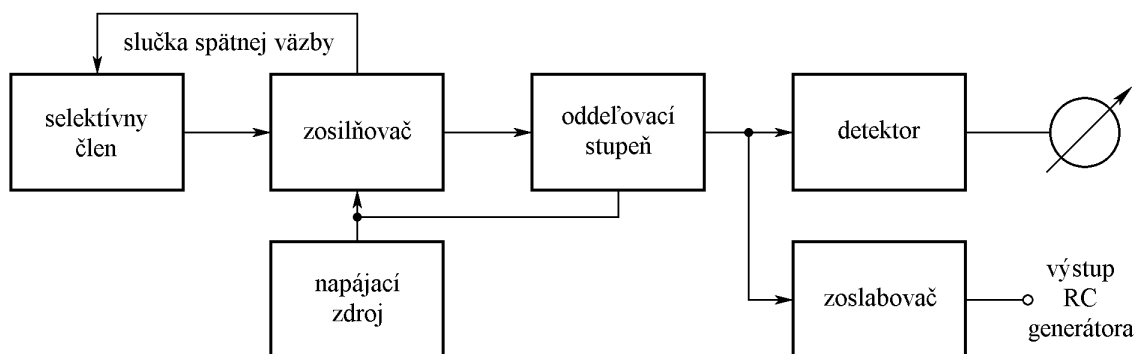 slučka spätnej väzby
selektívny
člen
zosilňovač
oddeľovací
stupeň
detektor
napájací
zdroj
zoslabovač
výstup
RC
generátora